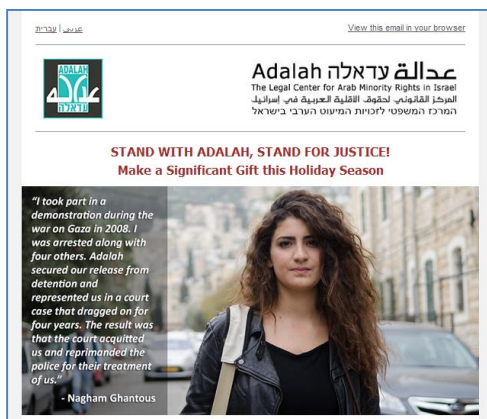 عربي | עברית
View this email in your browser
ADALAH
عدالة
עדאלה
Adalah עדאלה عدالة
The Legal Center for Arab Minority Rights in Israel
المركز القانوني لحقوق الاقلية العربية في إسرائيل
המרכז המשפטי לזכויות המיעוט הערבי בישראל
STAND WITH ADALAH, STAND FOR JUSTICE!
Make a Significant Gift this Holiday Season
“I took part in a
demonstration during the
war on Gaza in 2008. I
was arrested along with
four others. Adalah
secured our release from
detention and
represented us in a court
case that dragged on for
four years. The result was
that the court acquitted
us and reprimanded the
police for their treatment
of us.”
- Nagham Ghantous